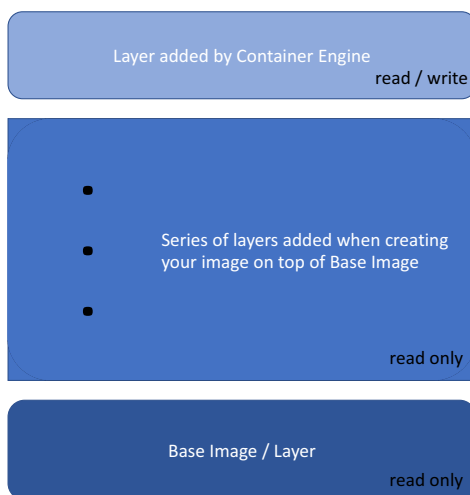 Layer added by Container Engine
read / write
Series of layers added when creating
your image on top of Base Image
read only
Base Image / Layer
read only